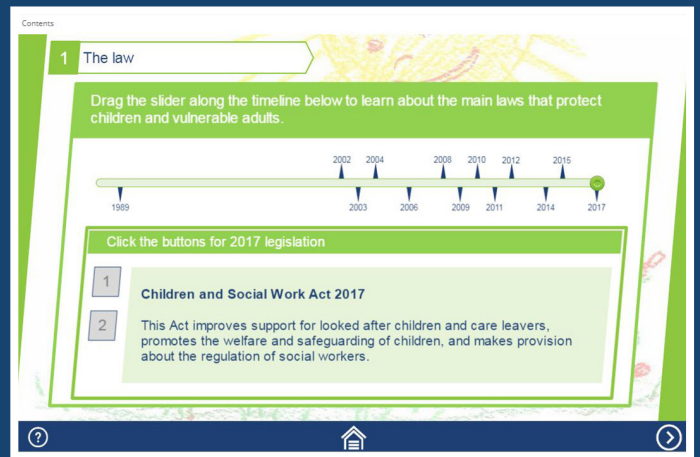 Contents
1 The law
Drag the slider along the timeline below to learn about the main laws that protect
children and vulnerable adults.
2002 2004 2008 2010 2012 2015
1989 2003 2006 2009 2011 2014 2017
Click the buttons for 2017 legislation
1
Children and Social Work Act 2017
2
This Act improves support for looked after children and care leavers,
promotes the welfare and safeguarding of children, and makes provision
about the regulation of social workers.
?